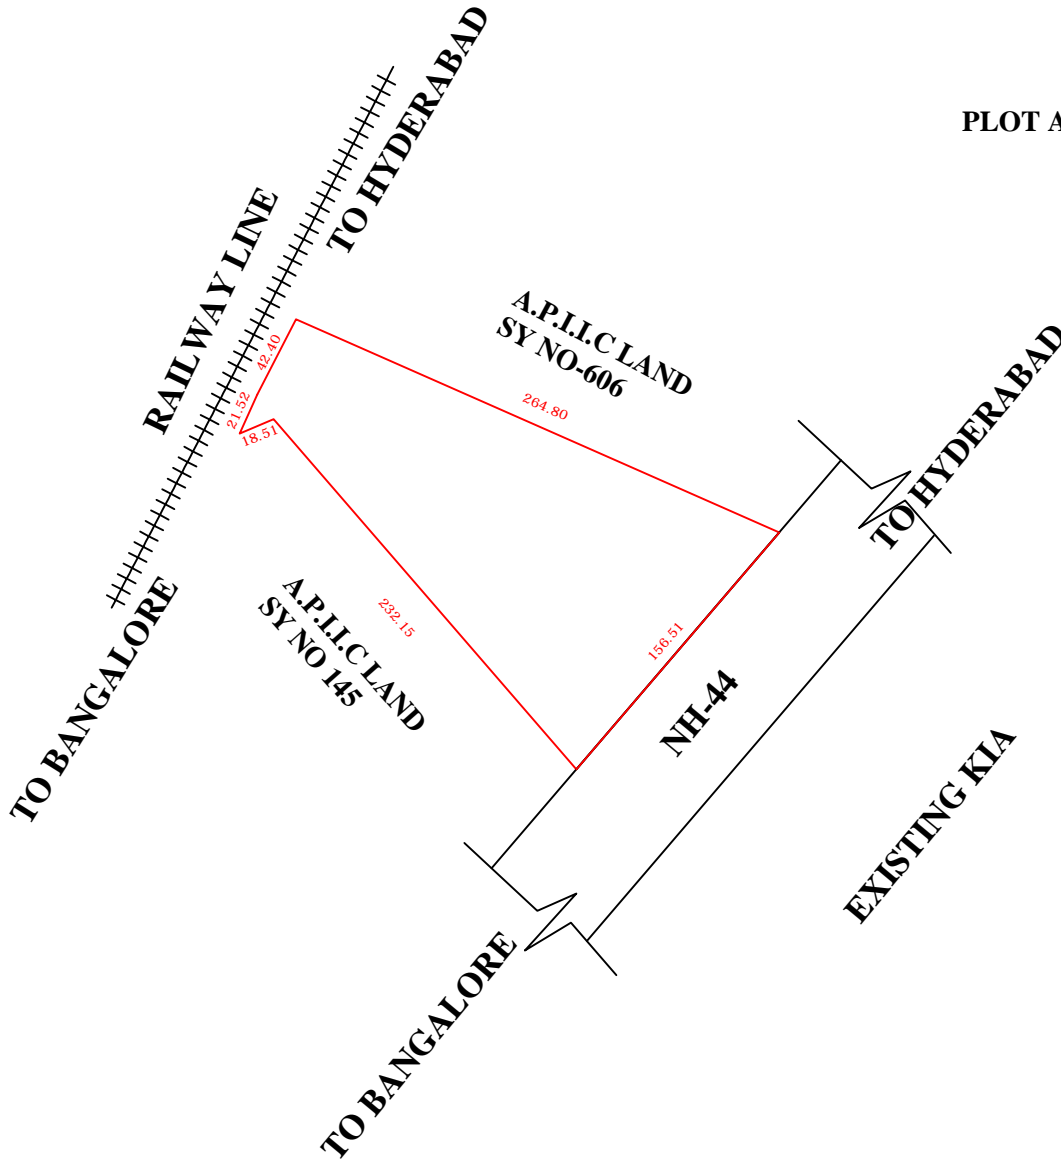 TO HYDERABAD
PLOT A
RAILWAY LINE
A.P.I.I.C LAND
SY NO-606
42.40
264.80
21.52
18.51
TO HYDERABAD
A.P.I.I.C LAND
SY NO 145
232.15
156.51
NH-44
TO BANGALORE
EXISTING KIA
TO BANGALORE